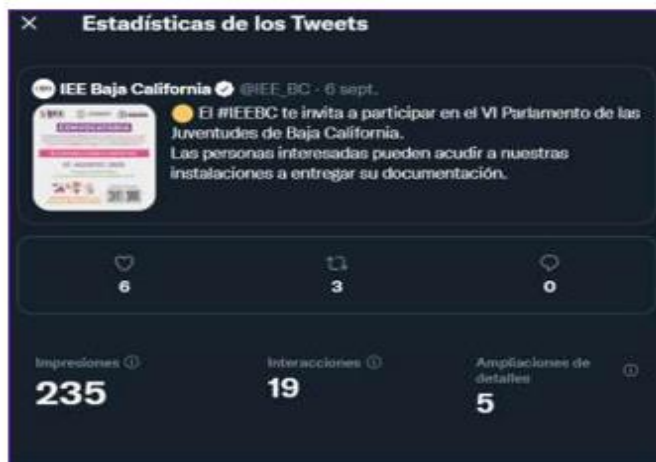 Estadísticas de los Tweets
IEE Baja California @IEE_BC · 6 sept.
El #IEEBC te invita a participar en el VI Parlamento de las
Juventudes de Baja California.
Las personas interesadas pueden acudir a nuestras
instalaciones a entregar su documentación.
CONVOCATORIA
6
3
0
Impresiones
235
Interacciones
19
Ampliaciones de
detalles
5